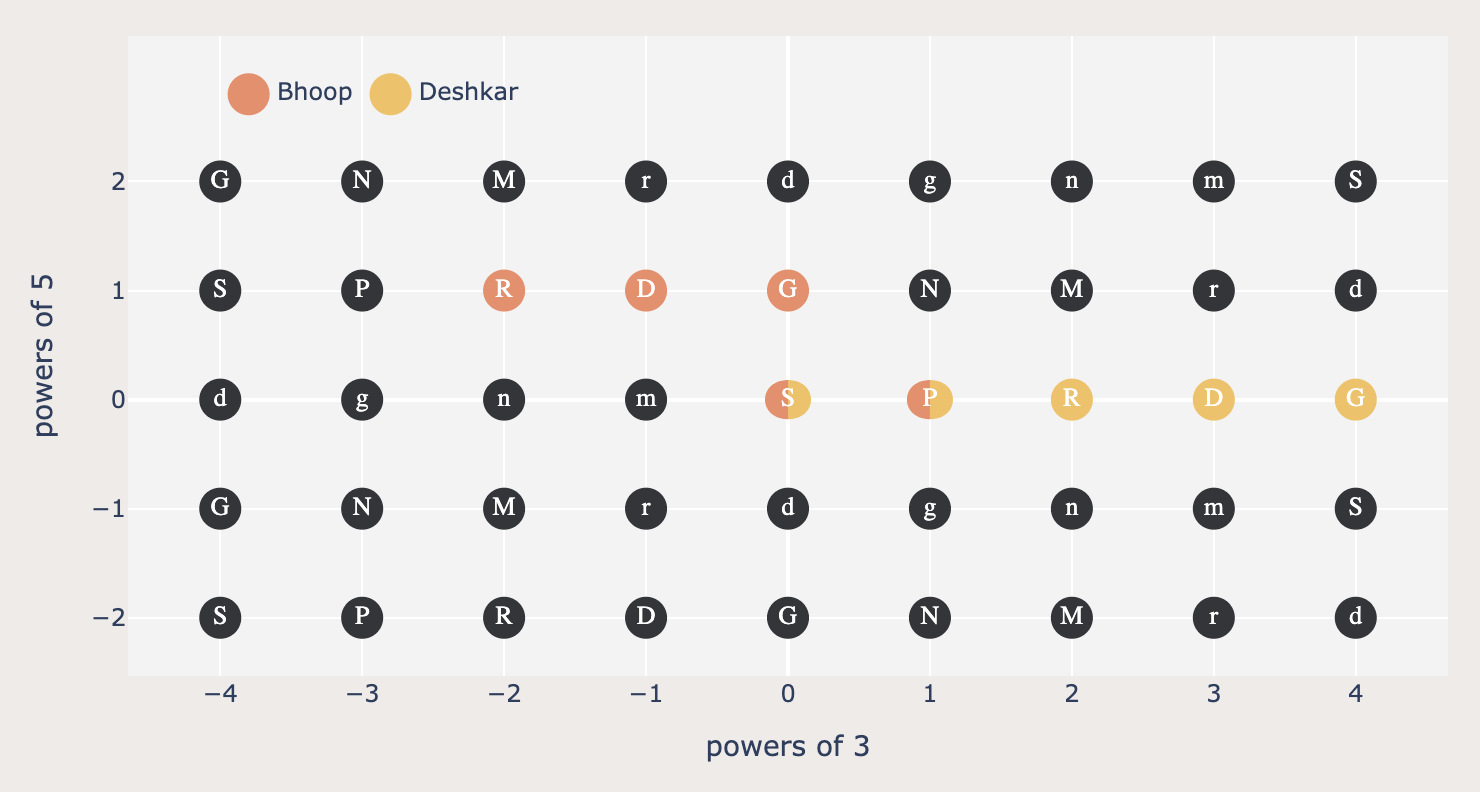 Bhoop Deshkar
2 G N M r d g n m S
1 S P R D G N M r d
0 d g n m S P R D G
−1 G N M r d g n m S
−2 S P R D G N M r d
−4 −3 −2 −1 0 1 2 3 4
powers of 3
powers of 5